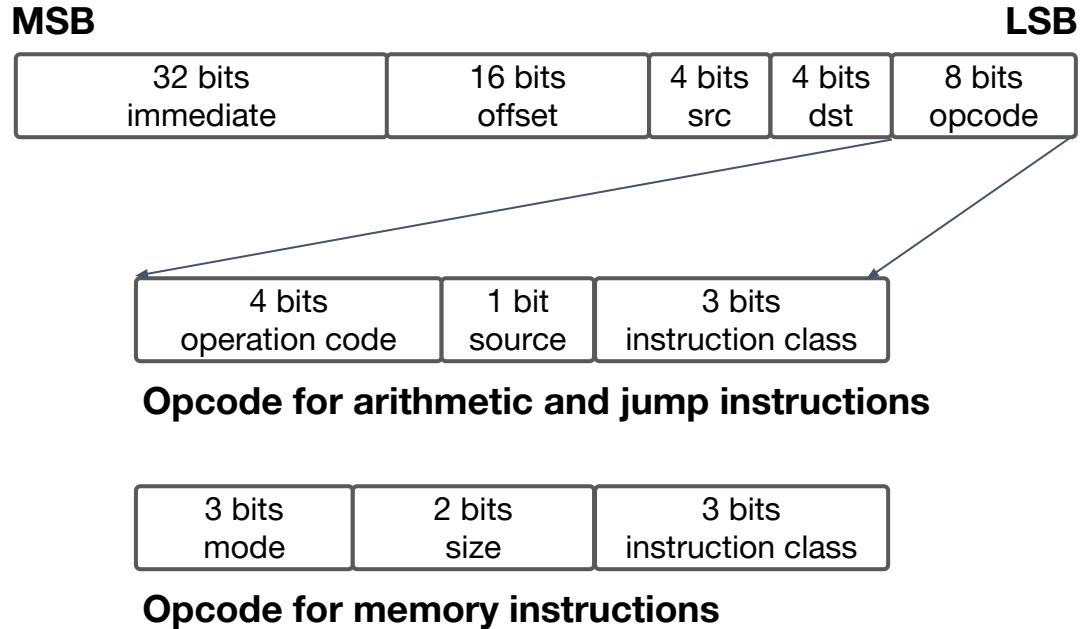 MSB
LSB
32 bits
immediate
16 bits
offset
4 bits
src
4 bits
dst
8 bits
opcode
4 bits
operation code
1 bit
source
3 bits
instruction class
Opcode for arithmetic and jump instructions
3 bits
mode
2 bits
size
3 bits
instruction class
Opcode for memory instructions